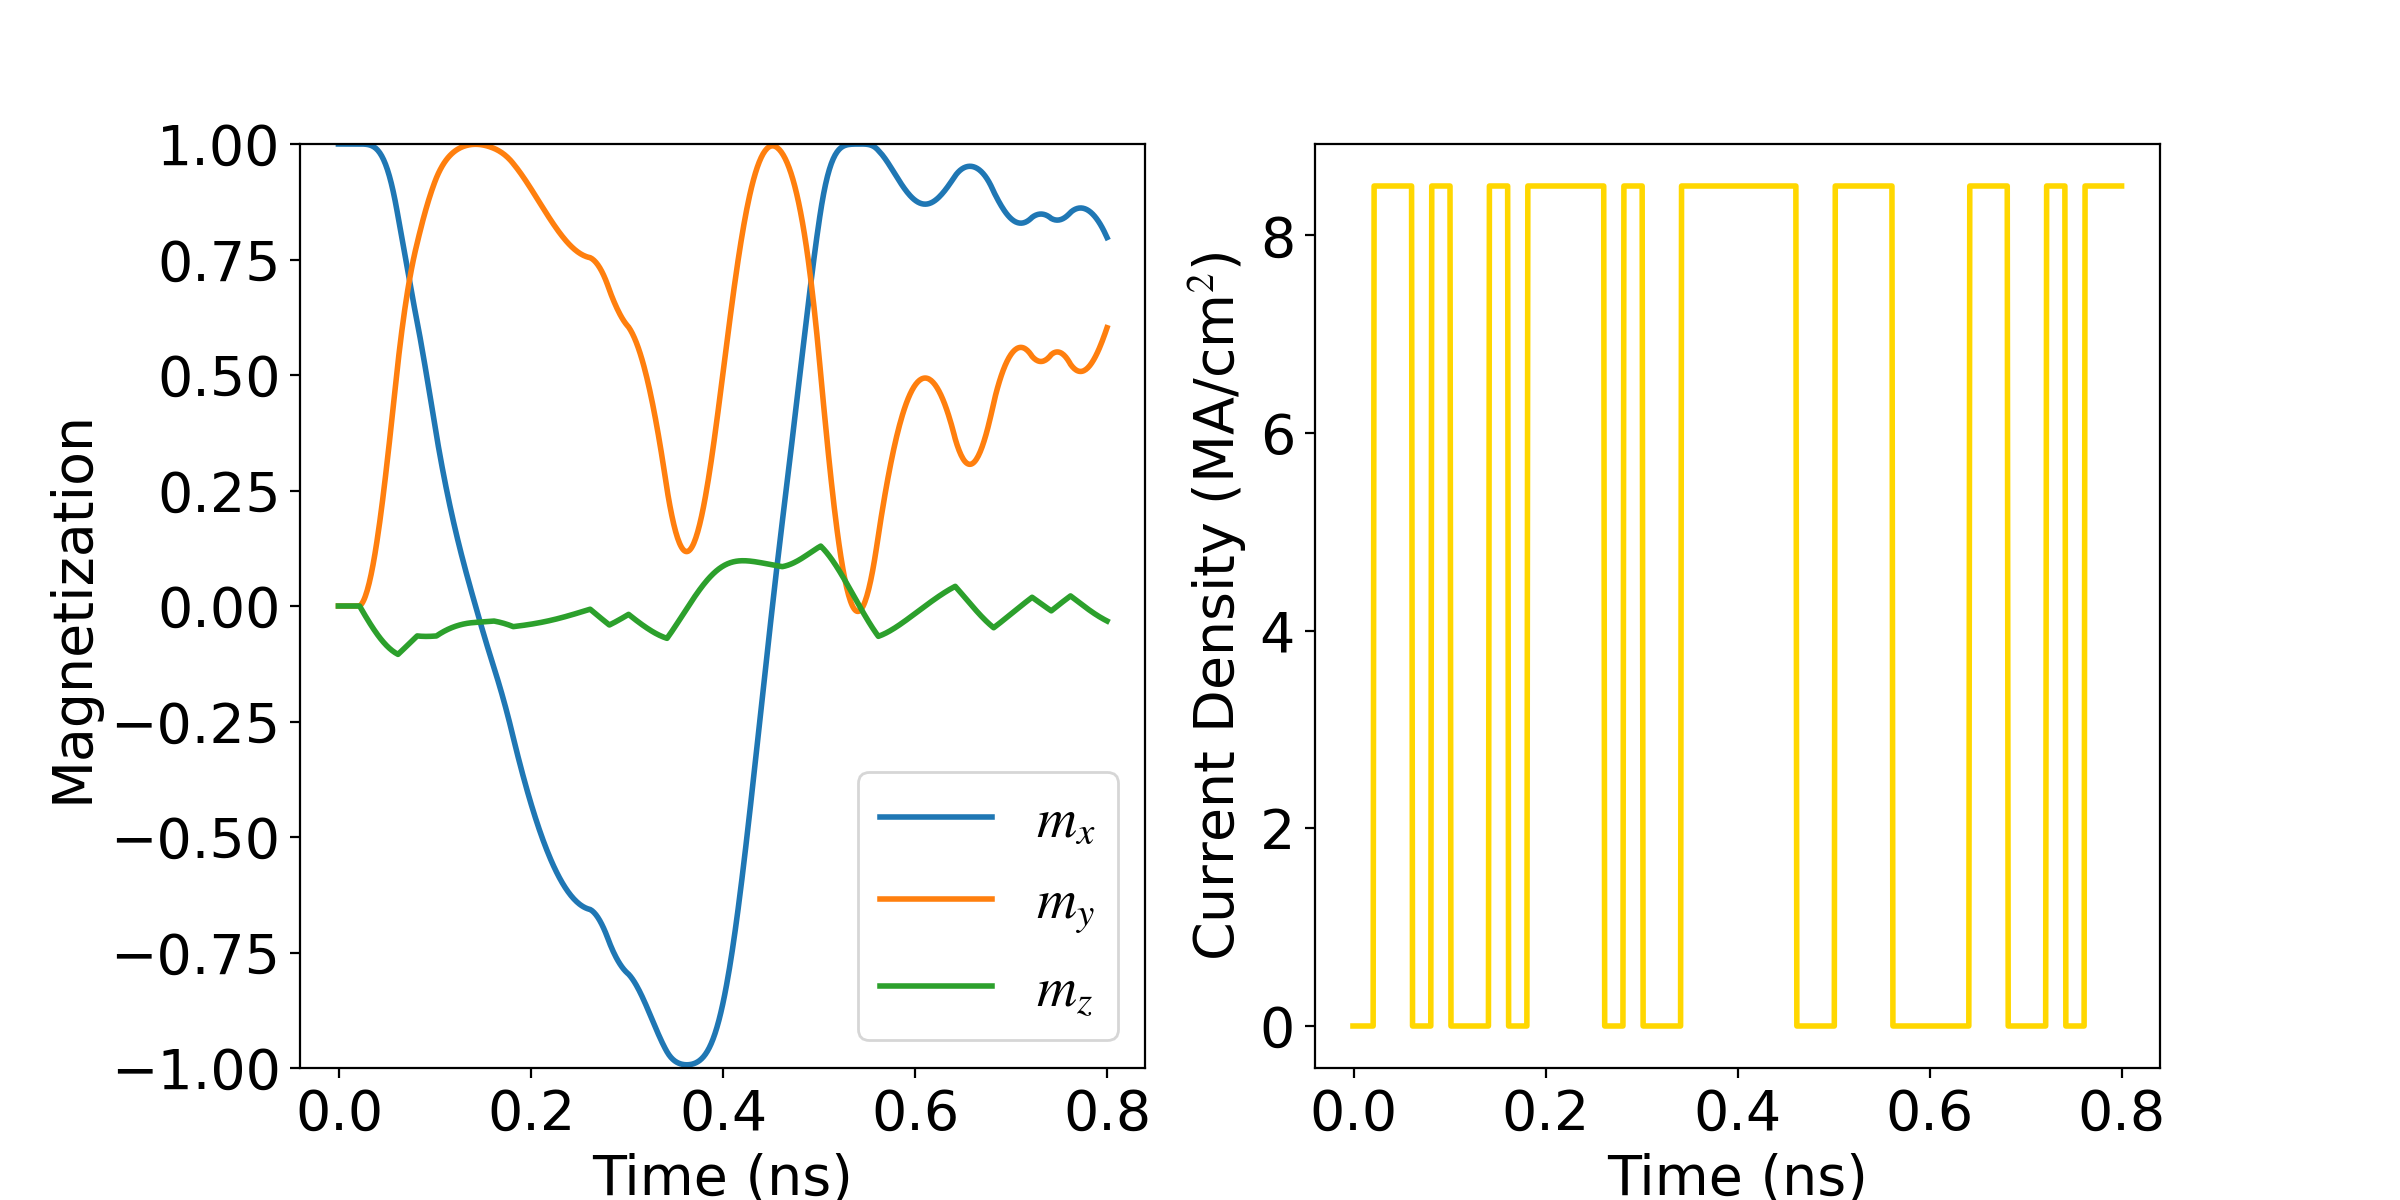 1.00
0.75
0.50
0.25
0.00
−0.25
−0.50
−0.75
−1.00
Magnetization
0.0 0.2 0.4 0.6 0.8
Time (ns)
m_x
m_y
m_z
8
6
4
2
0
Current Density (MA/cm²)
0.0 0.2 0.4 0.6 0.8
Time (ns)